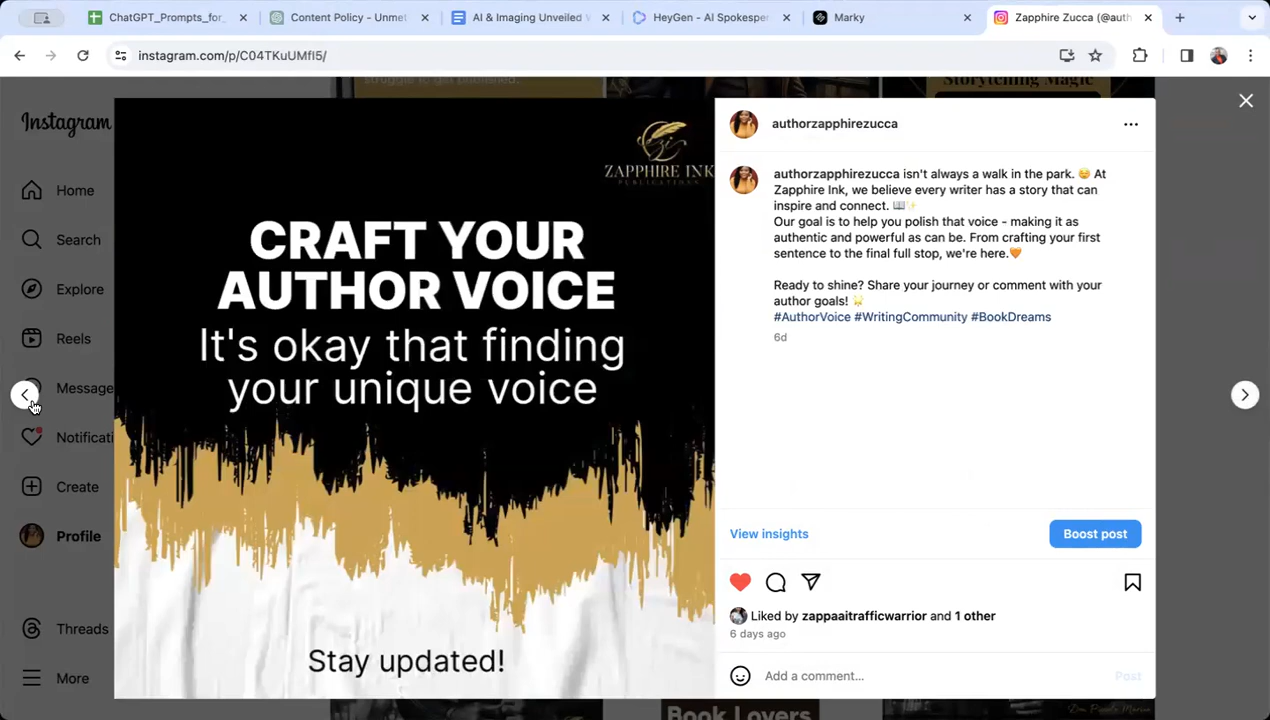 ChatGPT_Prompts_for_
Content Policy - Unmet
AI & Imaging Unveiled
HeyGen - AI Spokesper
Marky
Zapphire Zucca (@auth
instagram.com/p/C04TKuUMfI5/
struggle to get published.
Storytelling Magic
Instagram
Home
Search
Explore
Reels
Message
Notificati
Create
Profile
Threads
More
ZAPPHIRE INK
PUBLICATIONS
CRAFT YOUR
AUTHOR VOICE
It's okay that finding
your unique voice
Stay updated!
authorzapphirezucca
authorzapphirezucca isn't always a walk in the park. 😊 At
Zapphire Ink, we believe every writer has a story that can
inspire and connect. 📖✨
Our goal is to help you polish that voice - making it as
authentic and powerful as can be. From crafting your first
sentence to the final full stop, we're here.🧡
Ready to shine? Share your journey or comment with your
author goals! 🌟
#AuthorVoice #WritingCommunity #BookDreams
6d
View insights
Boost post
Liked by zappaaitrafficwarrior and 1 other
6 days ago
Add a comment...
Post
Book Lovers